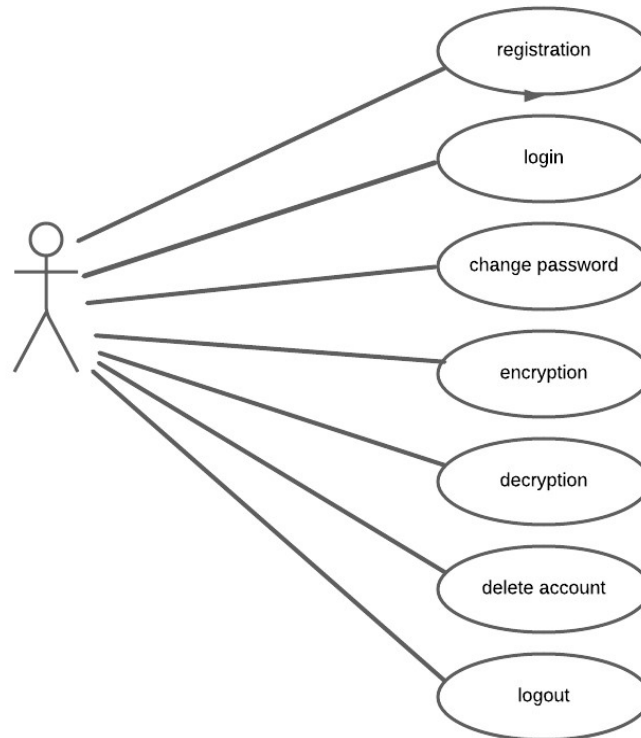 registration
login
change password
encryption
decryption
delete account
logout